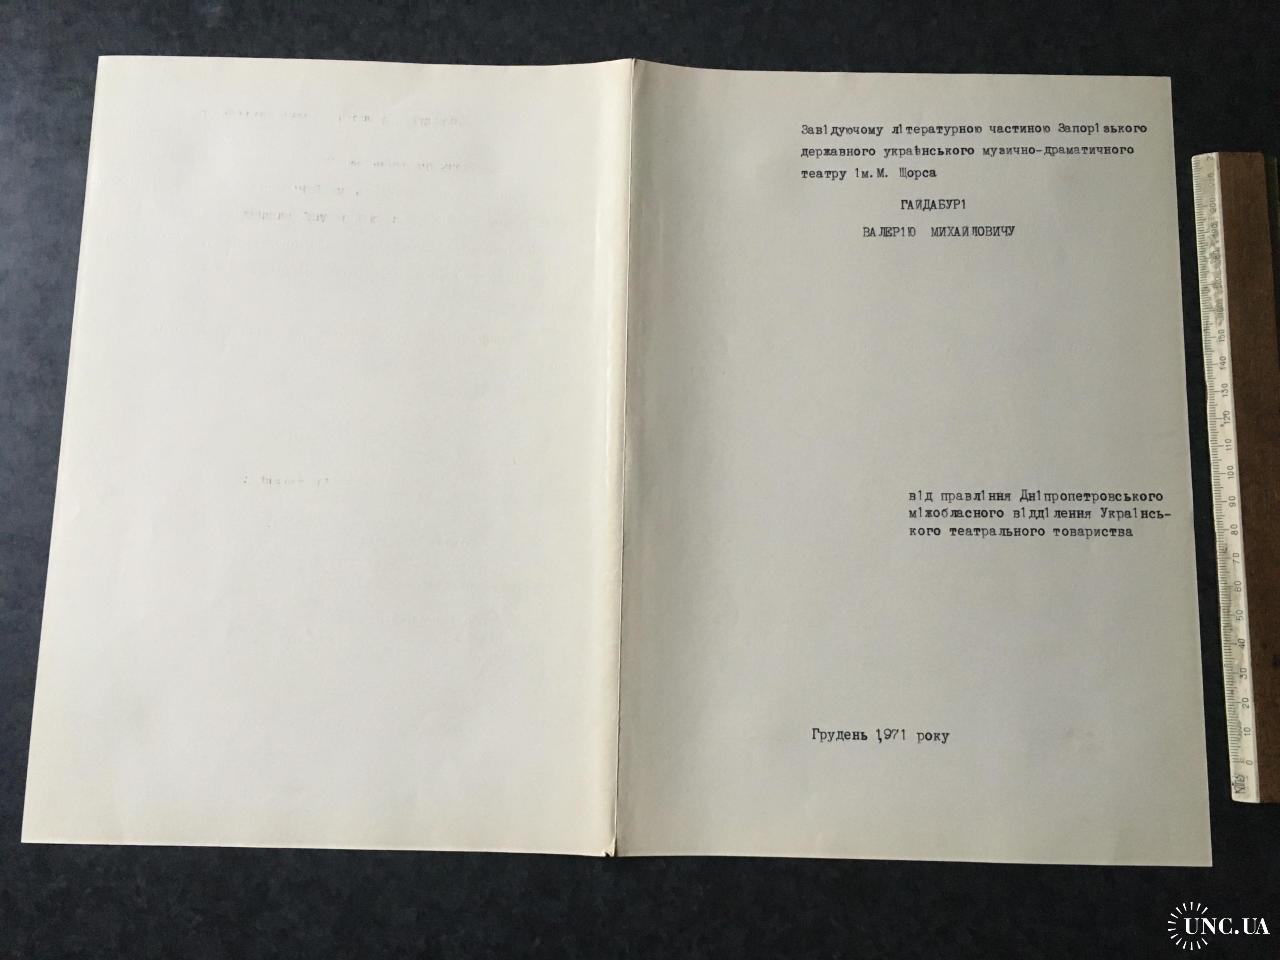 Завідуючому літературною частиною Запорізького
державного українського музично-драматичного
театру ім. М. Щорса
ГАЙДАБУРІ
ВАЛЕРІЮ МИХАЙЛОВИЧУ
від правління Дніпропетровського
міжобласного відділення Україись-
кого театрального товариства
Грудень 1971 року
UNC.UA